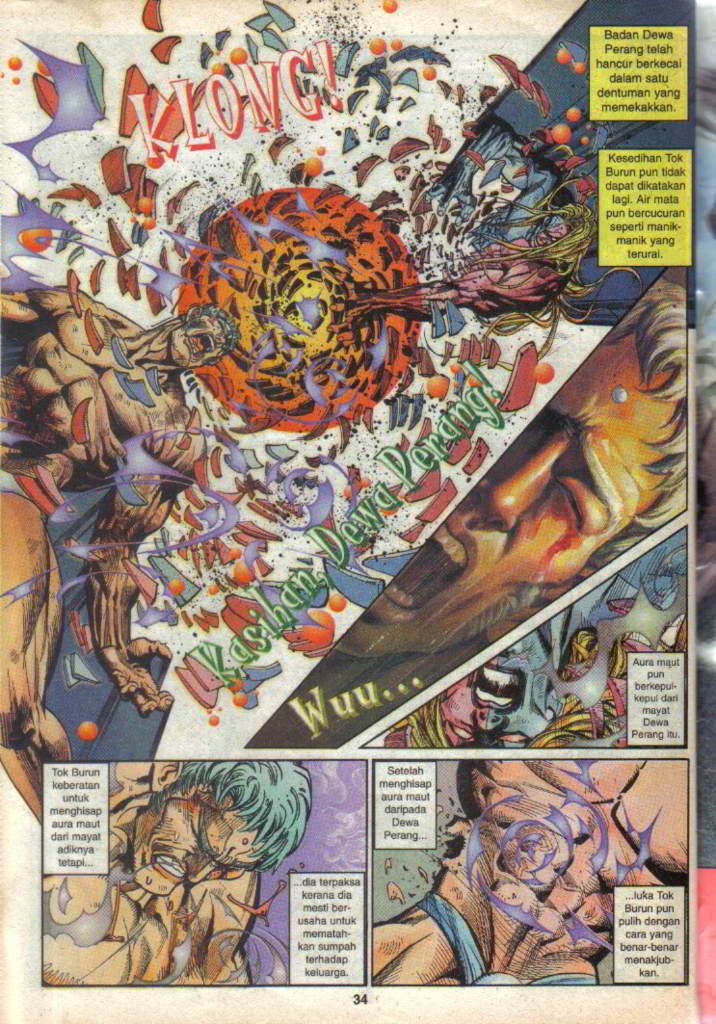 Badan Dewa
Perang telah
hancur berkecai
dalam satu
dentuman yang
memekakkan.
KLONG!
Kesedihan Tok
Burun pun tidak
dapat dikatakan
lagi. Air mata
pun bercucuran
seperti manik-
manik yang
terurai.
Kasihan, Dewa Perang!
Wuu...
Aura maut
pun
berkepul-
kepul dari
mayat
Dewa
Perang itu.
Tok Burun
keberatan
untuk
menghisap
aura maut
dari mayat
adiknya
tetapi...
...dia terpaksa
kerana dia
mesti ber-
usaha untuk
mematah-
kan sumpah
terhadap
keluarga.
Setelah
menghisap
aura maut
daripada
Dewa
Perang...
...luka Tok
Burun pun
pulih dengan
cara yang
benar-benar
menakjub-
kan.
34